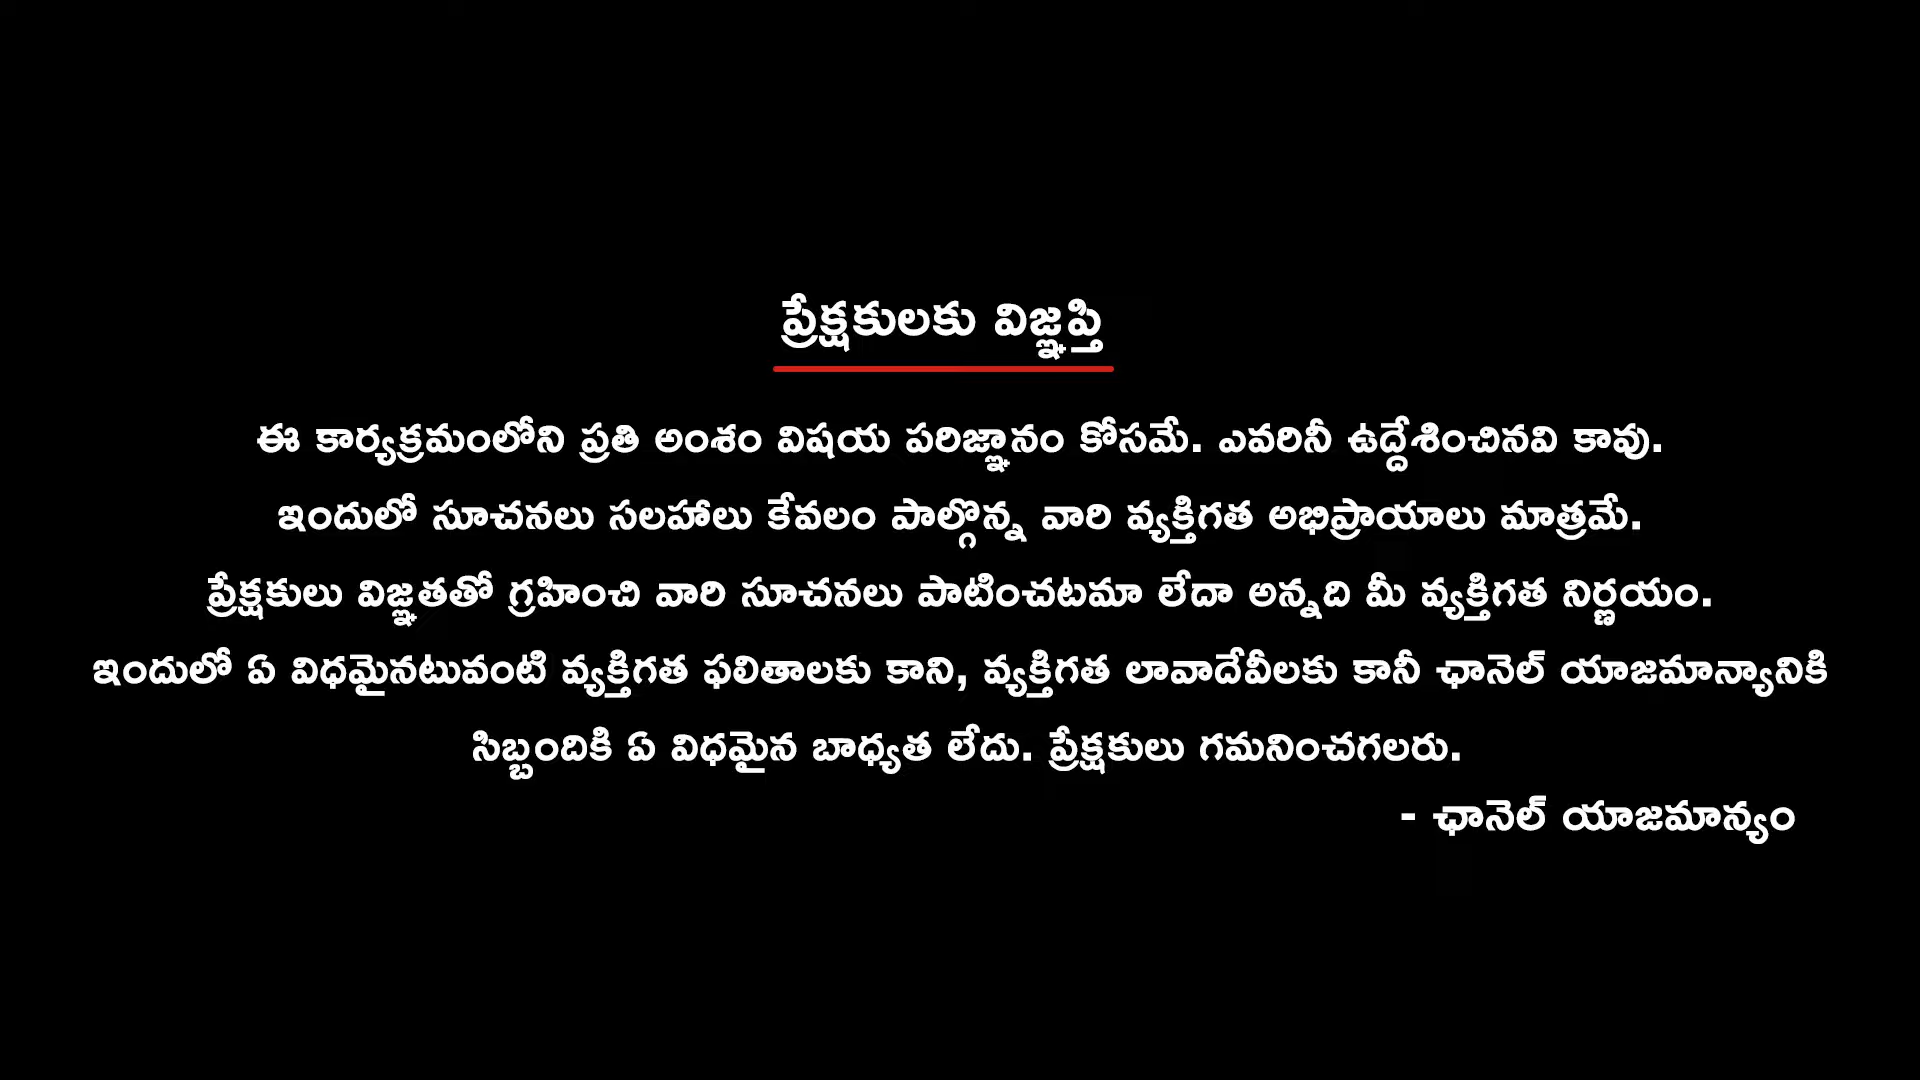 ప్రేక్షకులకు విజ్ఞప్తి
ఈ కార్యక్రమంలోని ప్రతి అంశం విషయ పరిజ్ఞానం కోసమే. ఎవరినీ ఉద్దేశించినవి కావు.
ఇందులో సూచనలు సలహాలు కేవలం పాల్గొన్న వారి వ్యక్తిగత అభిప్రాయాలు మాత్రమే.
ప్రేక్షకులు విజ్ఞతతో గ్రహించి వారి సూచనలు పాటించటమా లేదా అన్నది మీ వ్యక్తిగత నిర్ణయం.
ఇందులో ఏ విధమైనటువంటి వ్యక్తిగత ఫలితాలకు కాని, వ్యక్తిగత లావాదేవీలకు కానీ ఛానెల్ యాజమాన్యానికి
సిబ్బందికి ఏ విధమైన బాధ్యత లేదు. ప్రేక్షకులు గమనించగలరు.
- ఛానెల్ యాజమాన్యం